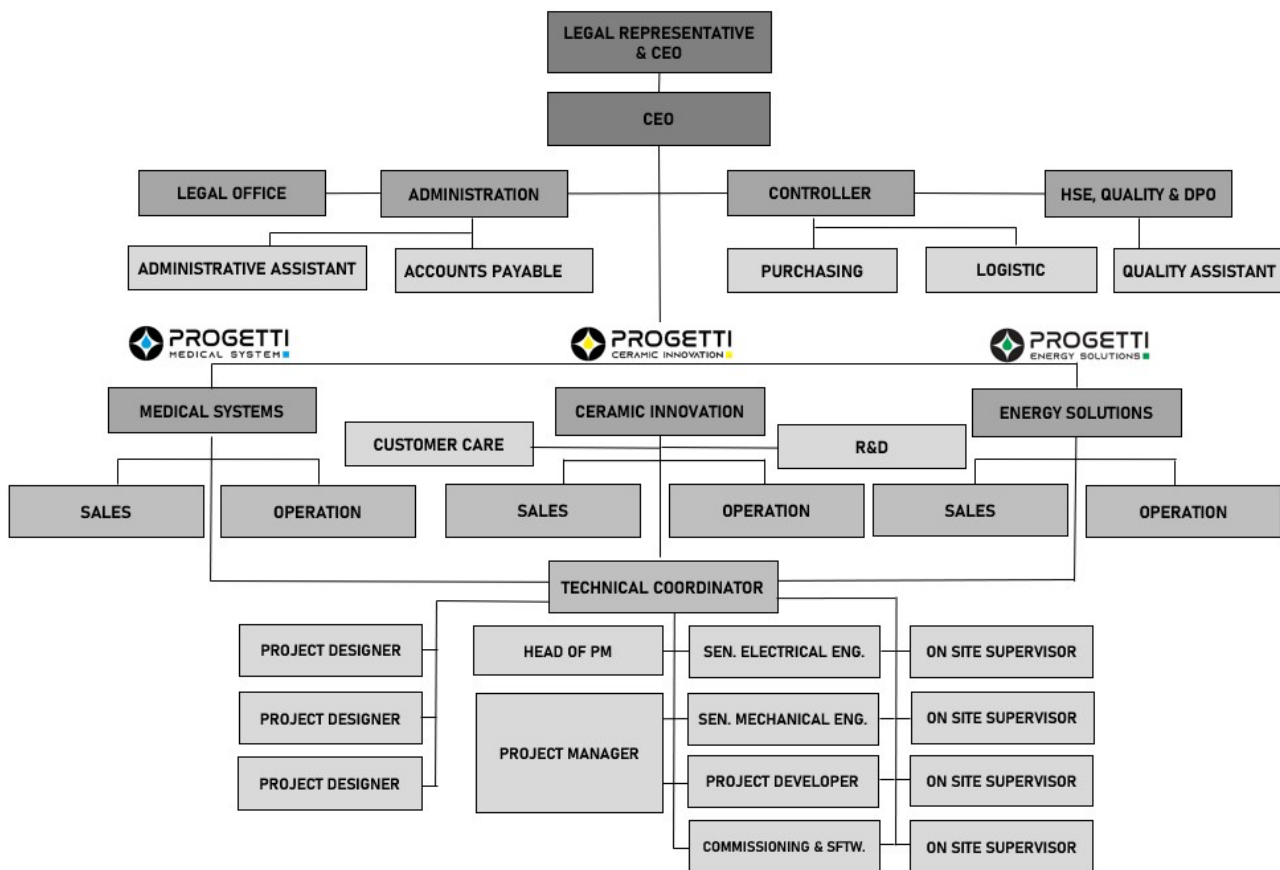 LEGAL REPRESENTATIVE
& CEO
CEO
LEGAL OFFICE
ADMINISTRATION
CONTROLLER
HSE, QUALITY & DPO
ADMINISTRATIVE ASSISTANT
ACCOUNTS PAYABLE
PURCHASING
LOGISTIC
QUALITY ASSISTANT
PROGETTI
MEDICAL SYSTEM
PROGETTI
CERAMIC INNOVATION
PROGETTI
ENERGY SOLUTIONS
MEDICAL SYSTEMS
CERAMIC INNOVATION
ENERGY SOLUTIONS
CUSTOMER CARE
R&D
SALES
OPERATION
SALES
OPERATION
SALES
OPERATION
TECHNICAL COORDINATOR
PROJECT DESIGNER
HEAD OF PM
SEN. ELECTRICAL ENG.
ON SITE SUPERVISOR
PROJECT DESIGNER
PROJECT MANAGER
SEN. MECHANICAL ENG.
ON SITE SUPERVISOR
PROJECT DESIGNER
PROJECT DEVELOPER
ON SITE SUPERVISOR
COMMISSIONING & SFTW.
ON SITE SUPERVISOR